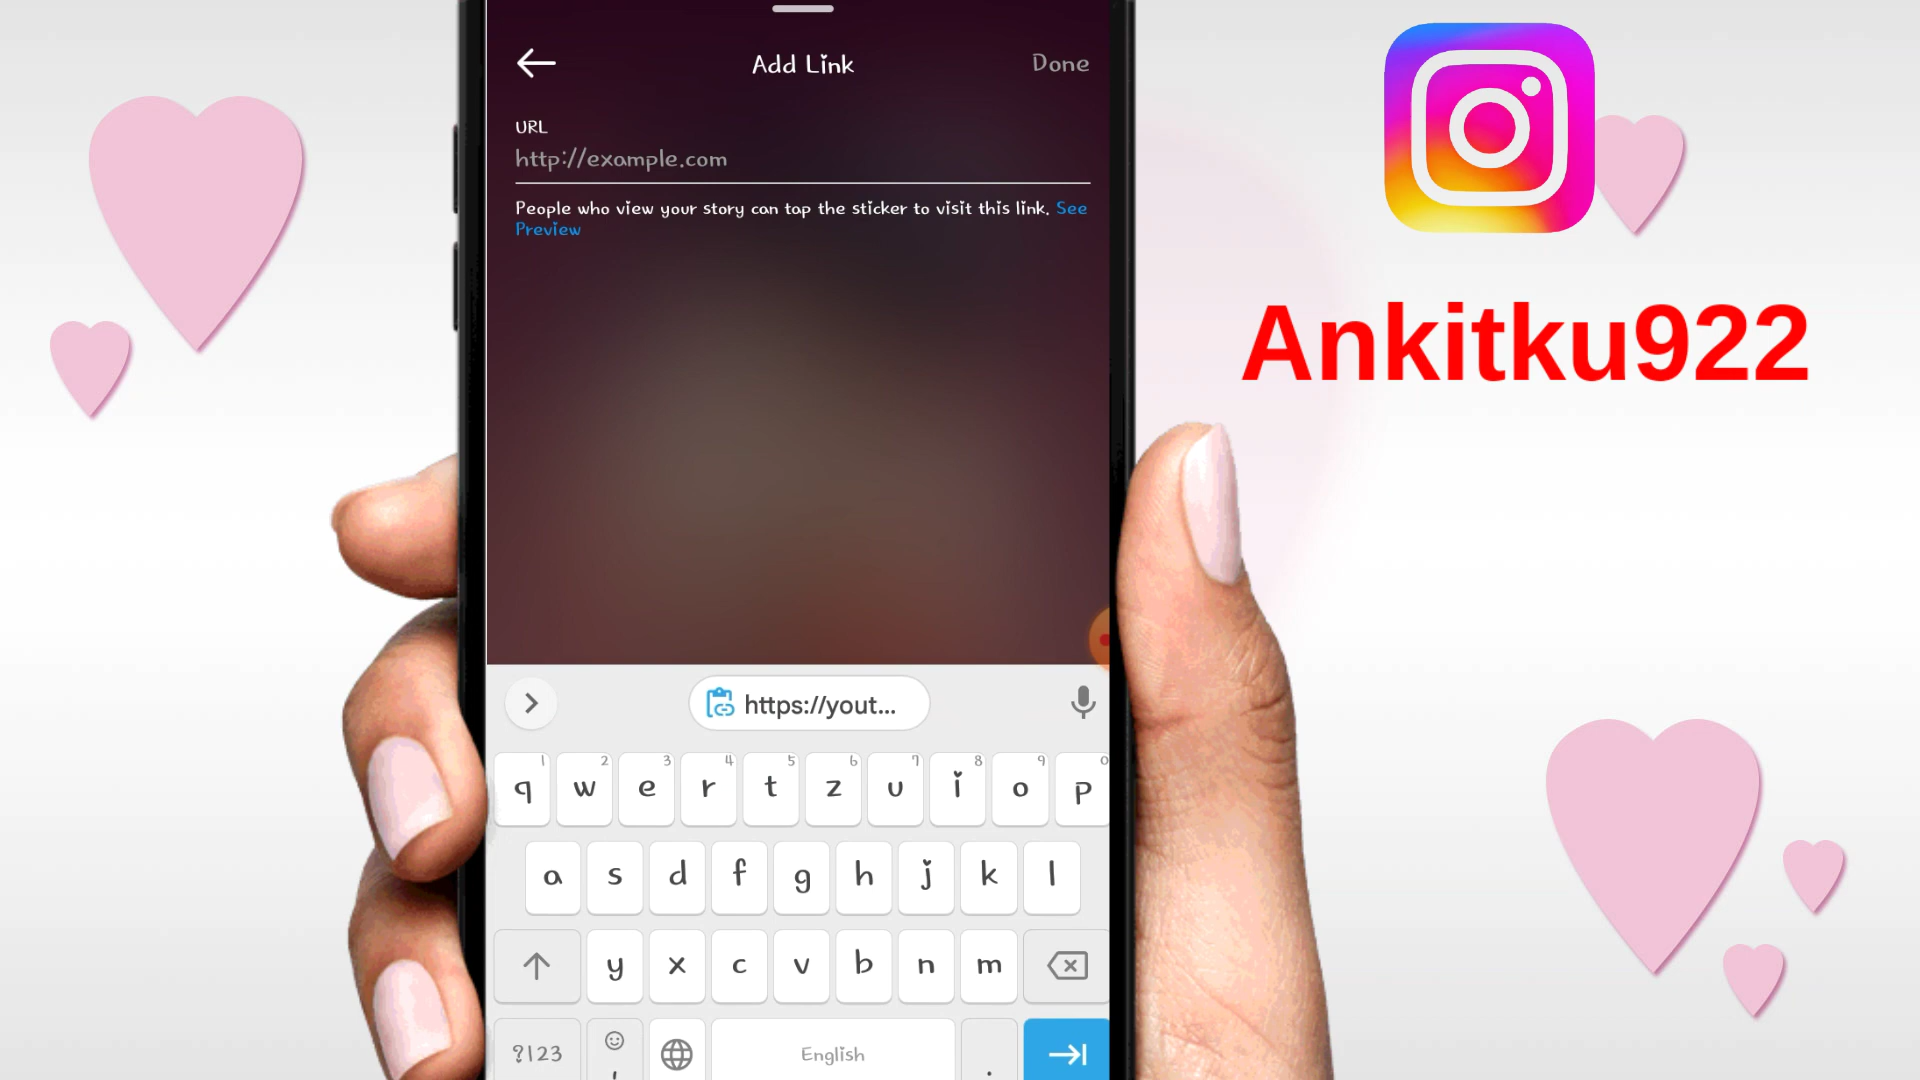 Add Link
Done
URL
http://example.com
People who view your story can tap the sticker to visit this link. See
Preview
Ankitku922
https://yout...
1 2 3 4 5 6 7 8 9 0
q w e r t z u i o p
a s d f g h j k l
y x c v b n m
?123
,
English
.